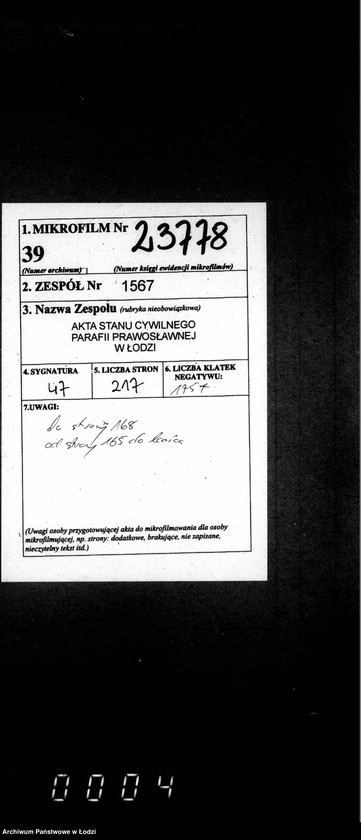 1. MIKROFILM Nr 23778
39
(Numer archiwum) (Numer księgi ewidencji mikrofilmów)
2. ZESPÓŁ Nr 1567
3. Nazwa Zespołu (rubryka nieobowiązkowa)
AKTA STANU CYWILNEGO
PARAFII PRAWOSŁAWNEJ
W ŁODZI
4. SYGNATURA 5. LICZBA STRON 6. LICZBA KLATEK
NEGATYWU:
47 217
7.UWAGI:
do strony 168
od strony 165 do końca
(Uwagi osoby przygotowującej akta do mikrofilmowania dla osoby
mikrofilmującej, np. strony: dodatkowe, brakujące, nie zapisane,
nieczytelny tekst itd.)
0004
Archiwum Państwowe w Łodzi